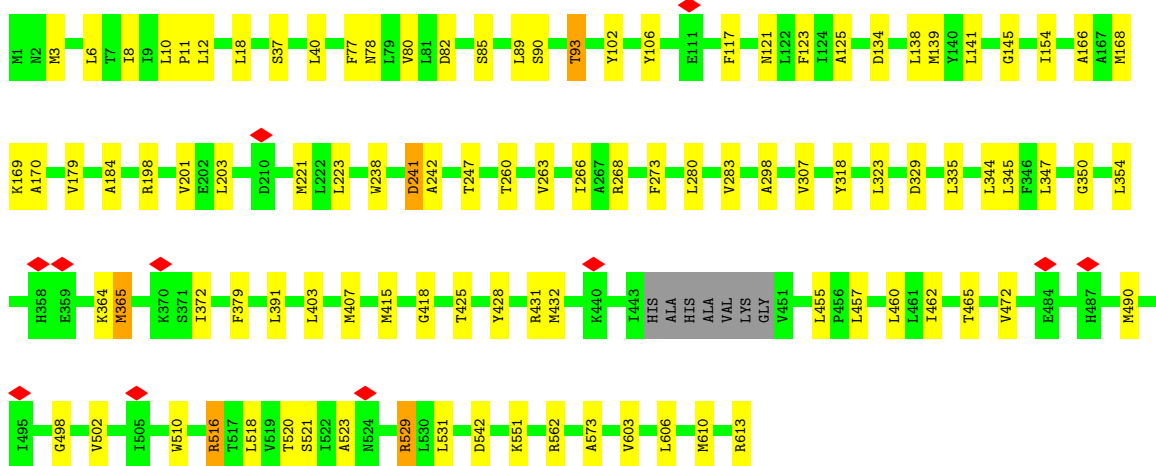 M1 N2 M3 L6 T7 I8 I9 L10 P11 L12 L18 S37 L40 F77 N78 L79 V80 L81 D82 S85 L89 S90 T93 Y102 Y106 E111 F117 N121 L122 F123 I124 A125 D134 L138 M139 Y140 L141 G145 I154 A166 A167 M168
K169 A170 V179 A184 R198 V201 E202 L203 D210 M221 L222 L223 W238 D241 A242 T247 T260 V263 I266 A267 R268 F273 L280 V283 A298 V307 Y318 L323 D329 L335 L344 L345 F346 L347 G350 L354
H358 E359 K364 M365 K370 S371 I372 F379 L391 L403 M407 M415 G418 T425 Y428 R431 M432 K440 I443 HIS ALA HIS ALA VAL LYS GLY V451 L455 P456 L457 L460 L461 I462 T465 V472 E484 H487 M490
I495 G498 V502 I505 W510 R516 T517 L518 V519 T520 S521 I522 A523 N524 R529 L530 L531 D542 K551 R562 A573 V603 L606 M610 R613